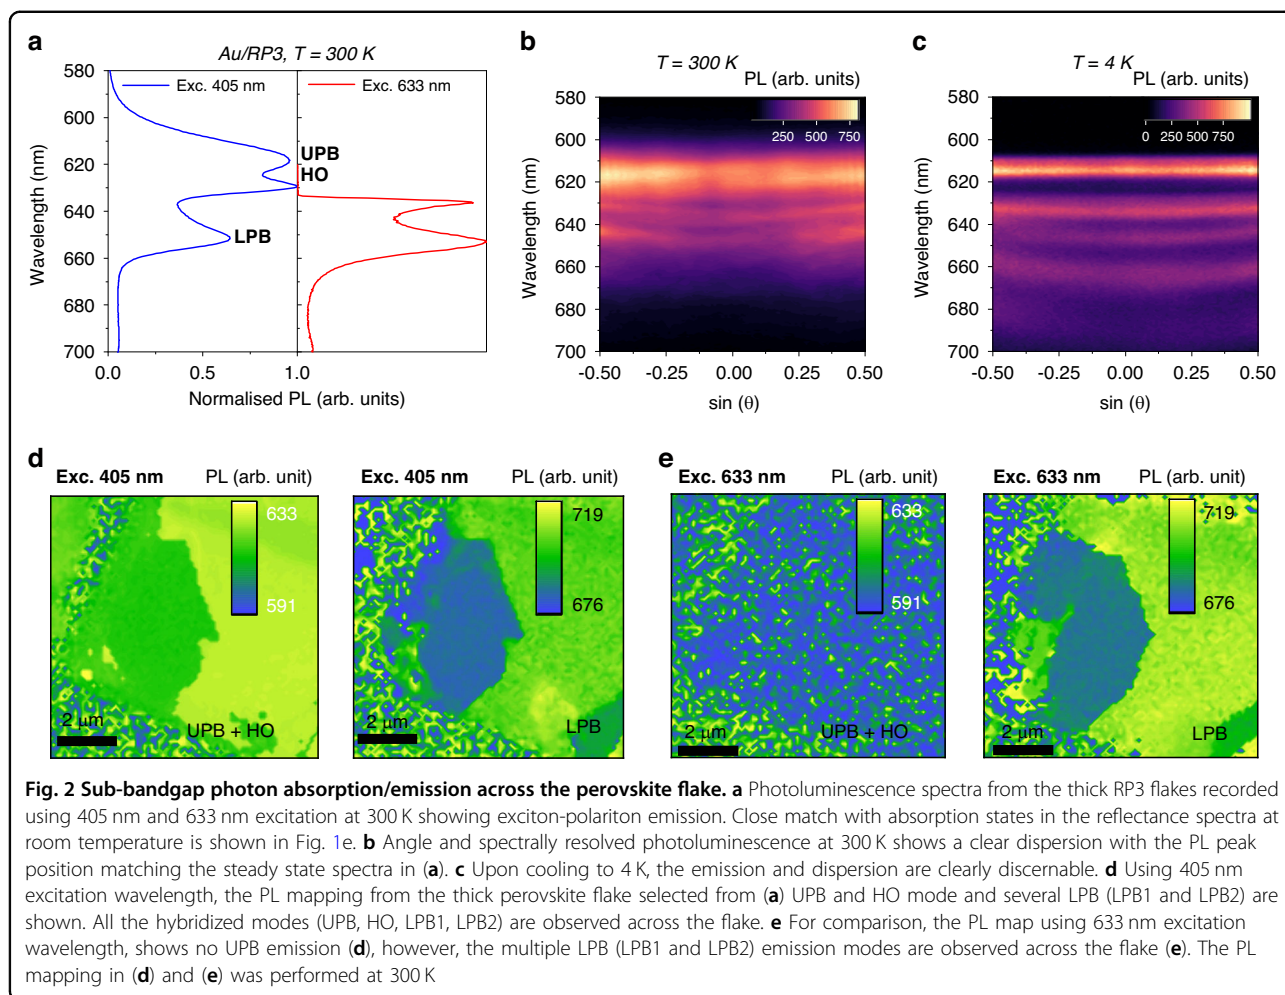 a
Au/RP3, T = 300 K
Exc. 405 nm
Exc. 633 nm
580
600
620
640
660
680
700
Wavelength (nm)
UPB
HO
LPB
0.0
0.5
1.0
Normalised PL (arb. units)
b
T = 300 K
PL (arb. units)
250 500 750
580
600
620
640
660
680
700
Wavelength (nm)
-0.50 -0.25 0.00 0.25 0.50
sin (θ)
c
T = 4 K
PL (arb. units)
0 250 500 750
580
600
620
640
660
680
700
Wavelength (nm)
-0.50 -0.25 0.00 0.25 0.50
sin (θ)
d
Exc. 405 nm PL (arb. unit)
633
591
2 μm
UPB + HO
Exc. 405 nm PL (arb. unit)
719
676
2 μm
LPB
e
Exc. 633 nm PL (arb. unit)
633
591
2 μm
UPB + HO
Exc. 633 nm PL (arb. unit)
719
676
2 μm
LPB
Fig. 2 Sub-bandgap photon absorption/emission across the perovskite flake. a Photoluminescence spectra from the thick RP3 flakes recorded
using 405 nm and 633 nm excitation at 300 K showing exciton-polariton emission. Close match with absorption states in the reflectance spectra at
room temperature is shown in Fig. 1e. b Angle and spectrally resolved photoluminescence at 300 K shows a clear dispersion with the PL peak
position matching the steady state spectra in (a). c Upon cooling to 4 K, the emission and dispersion are clearly discernable. d Using 405 nm
excitation wavelength, the PL mapping from the thick perovskite flake selected from (a) UPB and HO mode and several LPB (LPB1 and LPB2) are
shown. All the hybridized modes (UPB, HO, LPB1, LPB2) are observed across the flake. e For comparison, the PL map using 633 nm excitation
wavelength, shows no UPB emission (d), however, the multiple LPB (LPB1 and LPB2) emission modes are observed across the flake (e). The PL
mapping in (d) and (e) was performed at 300 K